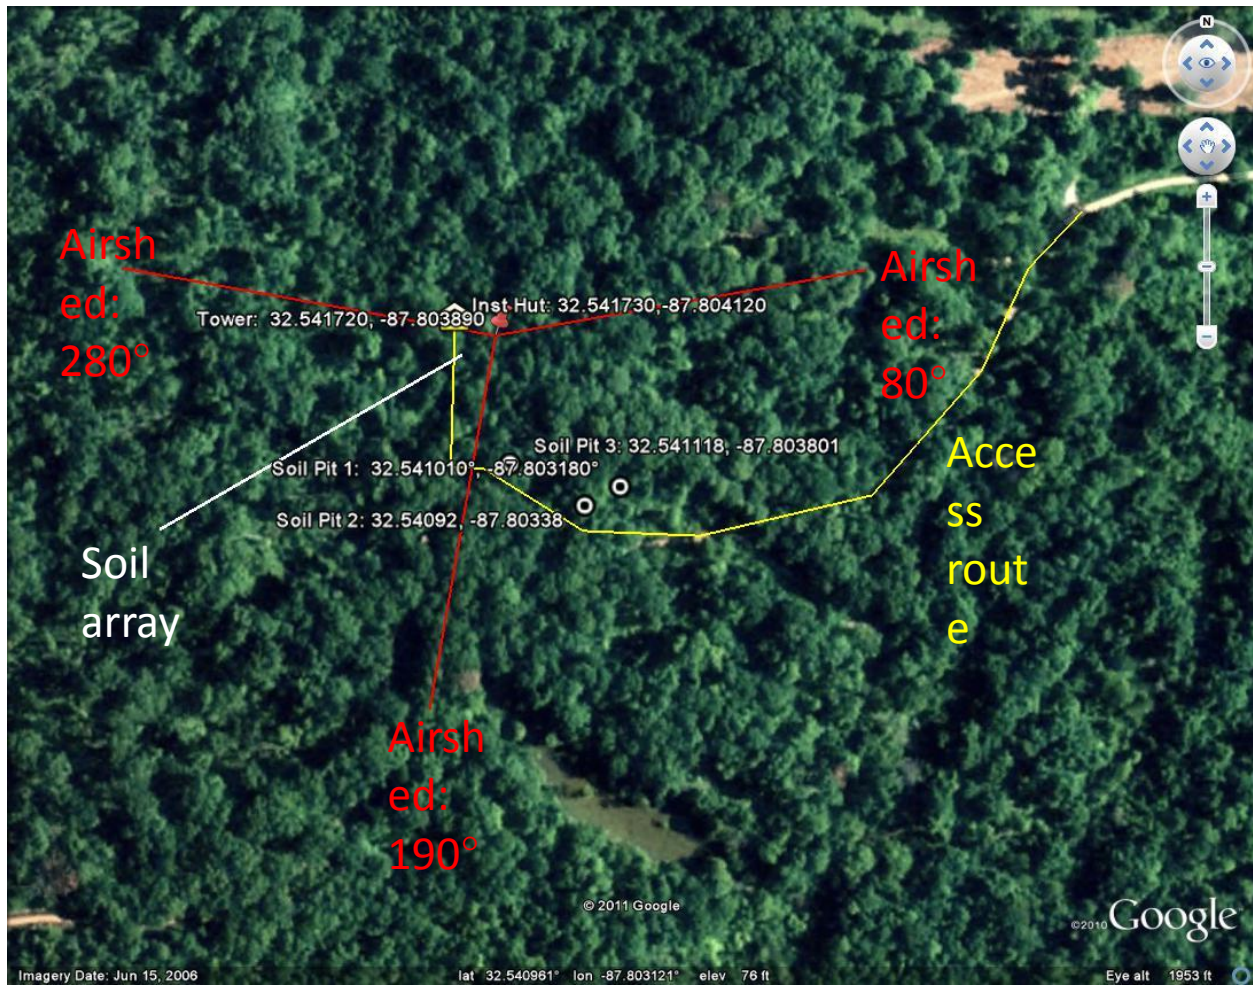 N
Airsh
ed:
280°
Inst Hut: 32.541730,-87.804120
Tower: 32.541720, -87.803890
Airsh
ed:
80°
Soil Pit 3: 32.541118, -87.803801
Soil Pit 1: 32.541010°, -87.803180°
Soil Pit 2: 32.54092, -87.80338
Acce
ss
rout
e
Soil
array
Airsh
ed:
190°
© 2011 Google
©2010 Google
Imagery Date: Jun 15, 2006 lat 32.540961° lon -87.803121° elev 76 ft Eye alt 1953 ft